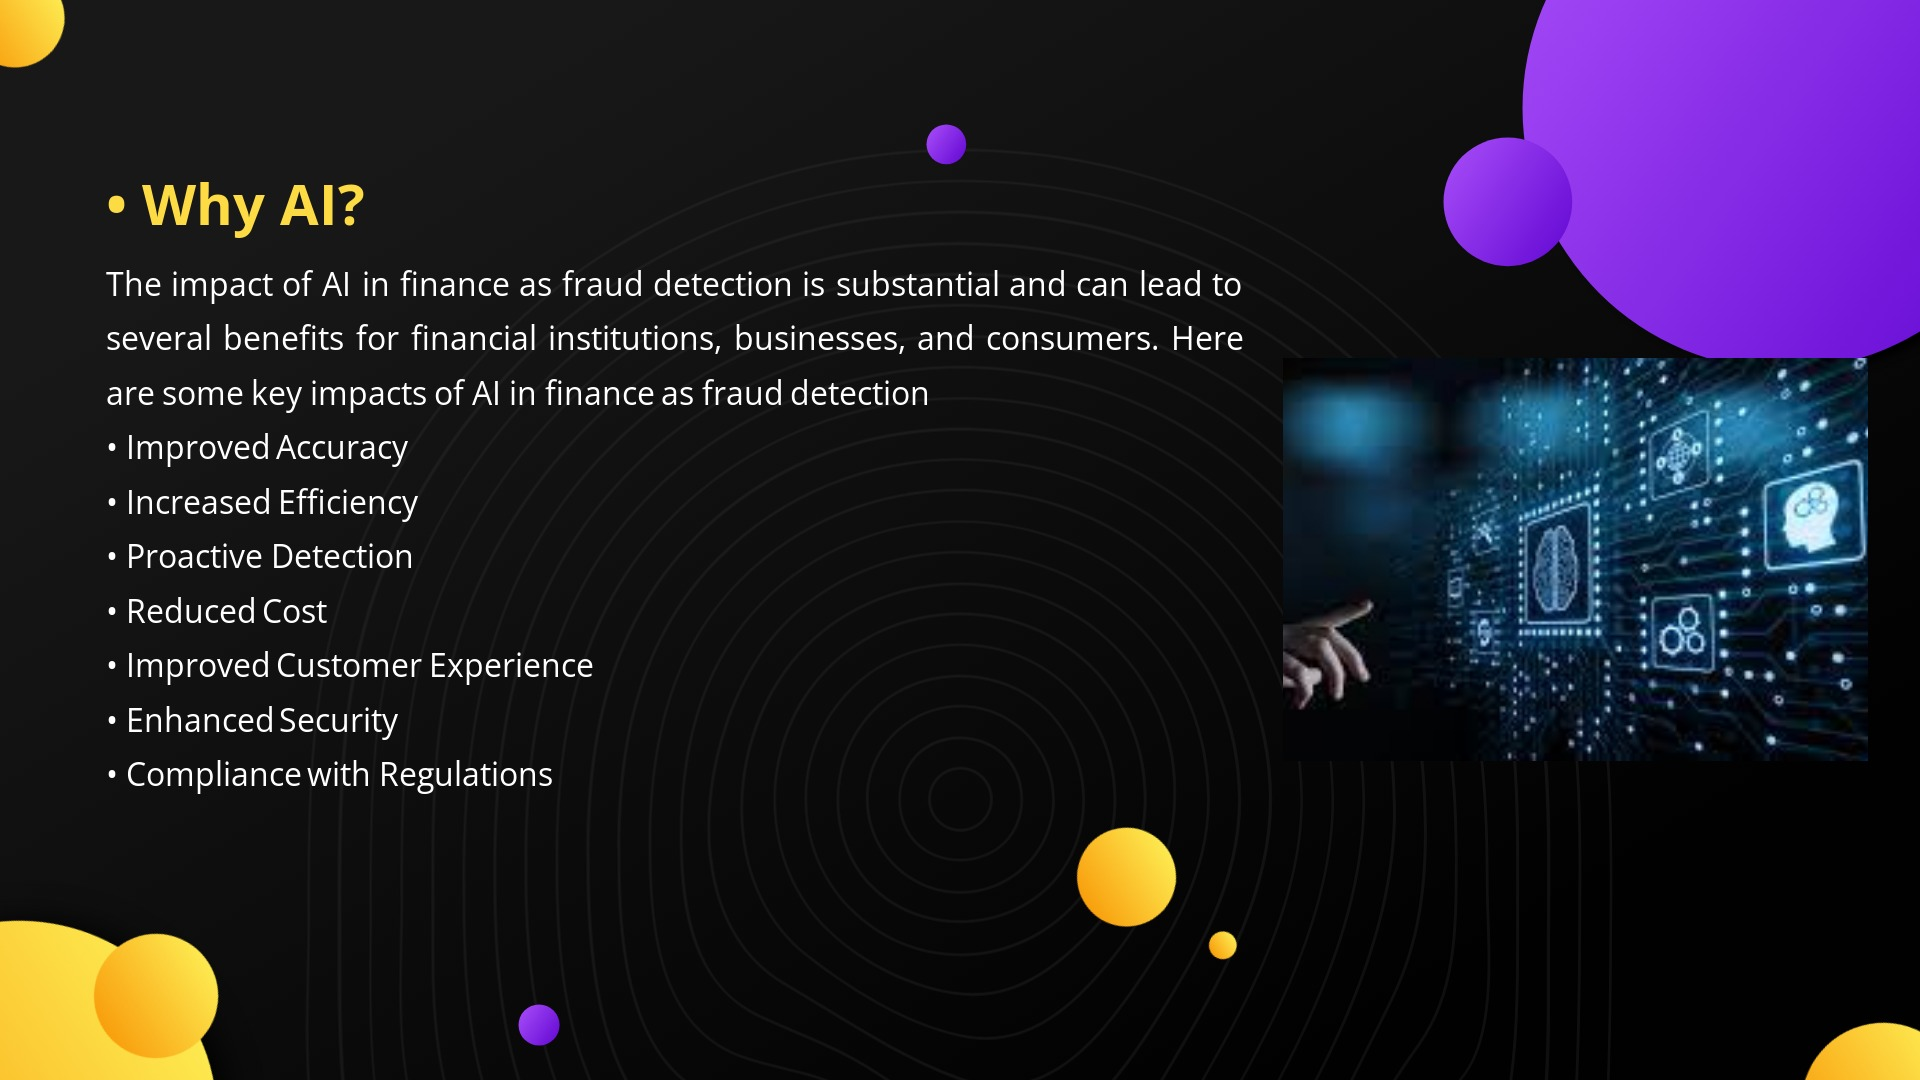 • Why AI?
The impact of AI in finance as fraud detection is substantial and can lead to
several benefits for financial institutions, businesses, and consumers. Here
are some key impacts of AI in finance as fraud detection
• Improved Accuracy
• Increased Efficiency
• Proactive Detection
• Reduced Cost
• Improved Customer Experience
• Enhanced Security
• Compliance with Regulations